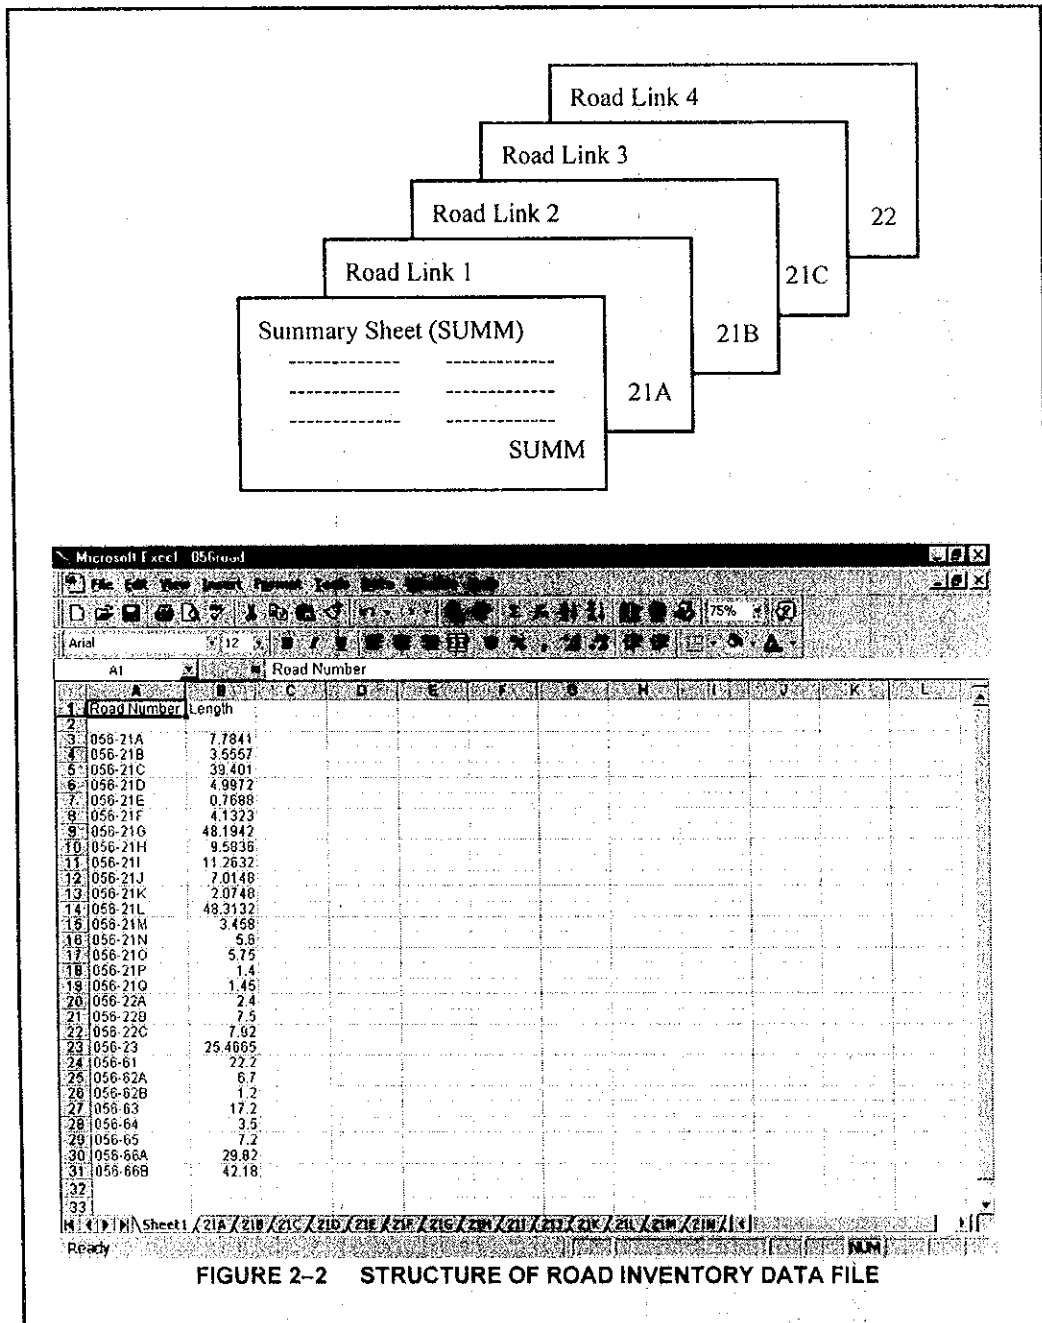 Road Link 4
Road Link 3
Road Link 2
22
Road Link 1
21C
Summary Sheet (SUMM)
21B
21A
SUMM
Microsoft Excel 056road
File Edit View Insert Format Tools
75%
Arial 12
A1 Road Number
A B C D E F G H I J K L
1 Road Number Length
2
3 056-21A 7.7841
4 056-21B 3.5557
5 056-21C 39.401
6 056-21D 4.9972
7 056-21E 0.7688
8 056-21F 4.1323
9 056-21G 48.1942
10 056-21H 9.5836
11 056-21I 11.2632
12 056-21J 7.0148
13 056-21K 2.0748
14 056-21L 48.3132
15 056-21M 3.458
16 056-21N 5.8
17 056-21O 5.75
18 056-21P 1.4
19 056-21Q 1.45
20 056-22A 2.4
21 056-22B 7.5
22 056-22C 7.92
23 056-23 25.4665
24 056-61 22.2
25 056-62A 6.7
26 056-62B 1.2
27 056-63 17.2
28 056-64 3.5
29 056-65 7.2
30 056-66A 29.82
31 056-66B 42.18
32
33
Sheet1 21A 21B 21C 21D 21E 21F 21G 21H 21I 21J 21K 21L 21M 21N
Ready NUM
FIGURE 2–2 STRUCTURE OF ROAD INVENTORY DATA FILE